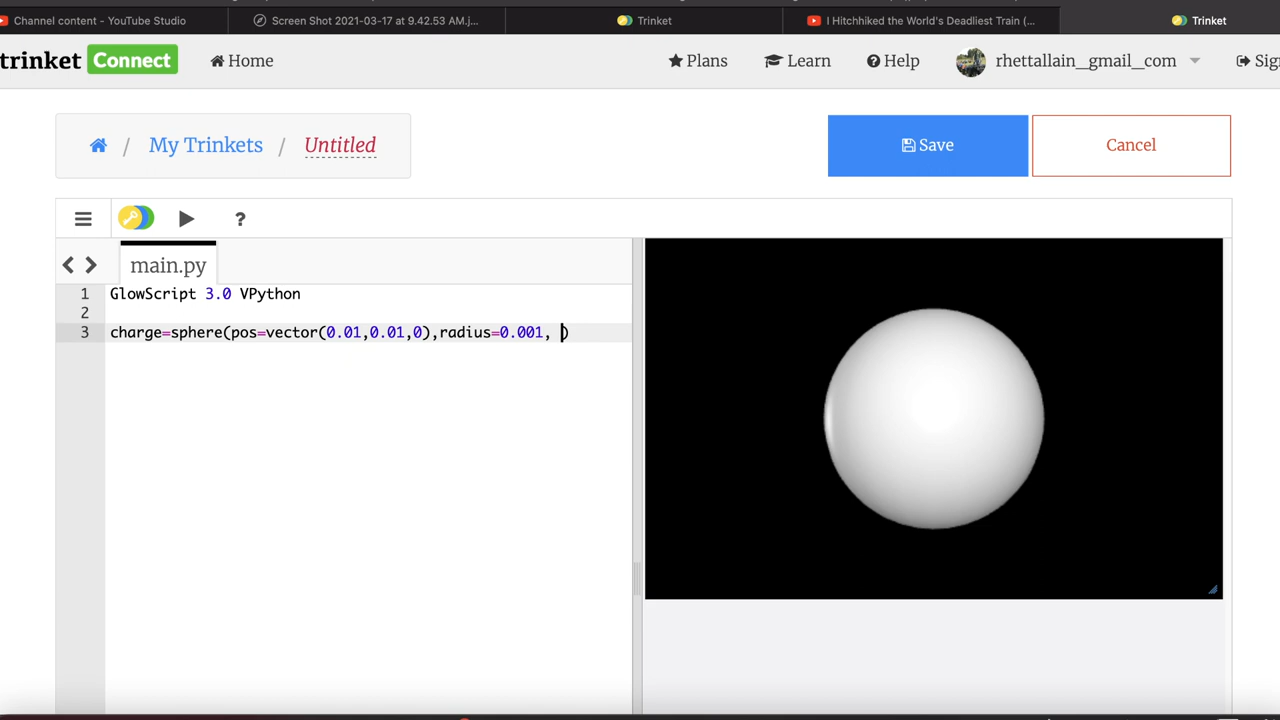 Channel content - YouTube Studio
Screen Shot 2021-03-17 at 9.42.53 AM.j...
Trinket
I Hitchhiked the World's Deadliest Train (...
Trinket
trinket Connect
Home
Plans
Learn
Help
rhettallain_gmail_com
Sig
/ My Trinkets / Untitled
Save
Cancel
?
main.py
1 GlowScript 3.0 VPython
2
3 charge=sphere(pos=vector(0.01,0.01,0),radius=0.001, )